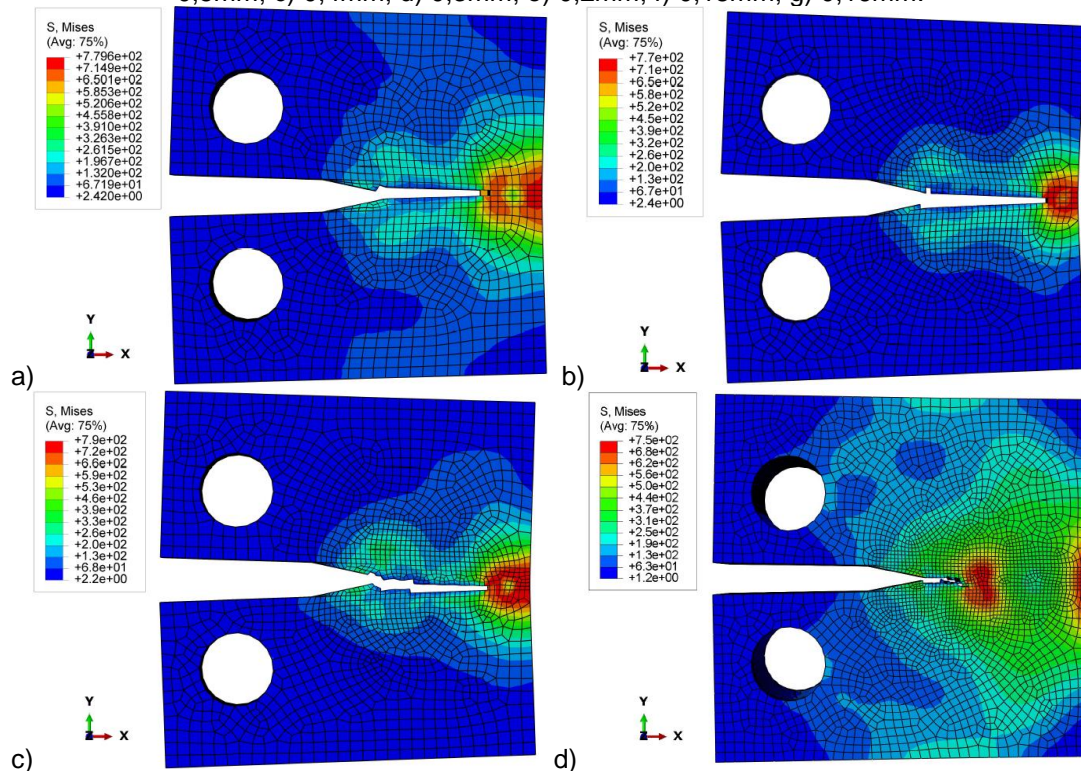 S, Mises
(Avg: 75%)
+7.796e+02
+7.149e+02
+6.501e+02
+5.853e+02
+5.206e+02
+4.558e+02
+3.910e+02
+3.263e+02
+2.615e+02
+1.967e+02
+1.320e+02
+6.719e+01
+2.420e+00
Y
Z
X
a)
S, Mises
(Avg: 75%)
+7.7e+02
+7.1e+02
+6.5e+02
+5.8e+02
+5.2e+02
+4.5e+02
+3.9e+02
+3.2e+02
+2.6e+02
+2.0e+02
+1.3e+02
+6.7e+01
+2.4e+00
Y
Z
X
b)
S, Mises
(Avg: 75%)
+7.9e+02
+7.2e+02
+6.6e+02
+5.9e+02
+5.3e+02
+4.6e+02
+3.9e+02
+3.3e+02
+2.6e+02
+2.0e+02
+1.3e+02
+6.8e+01
+2.2e+00
Y
Z
X
c)
S, Mises
(Avg: 75%)
+7.5e+02
+6.8e+02
+6.2e+02
+5.6e+02
+5.0e+02
+4.4e+02
+3.7e+02
+3.1e+02
+2.5e+02
+1.9e+02
+1.3e+02
+6.3e+01
+1.2e+00
Y
Z
X
d)